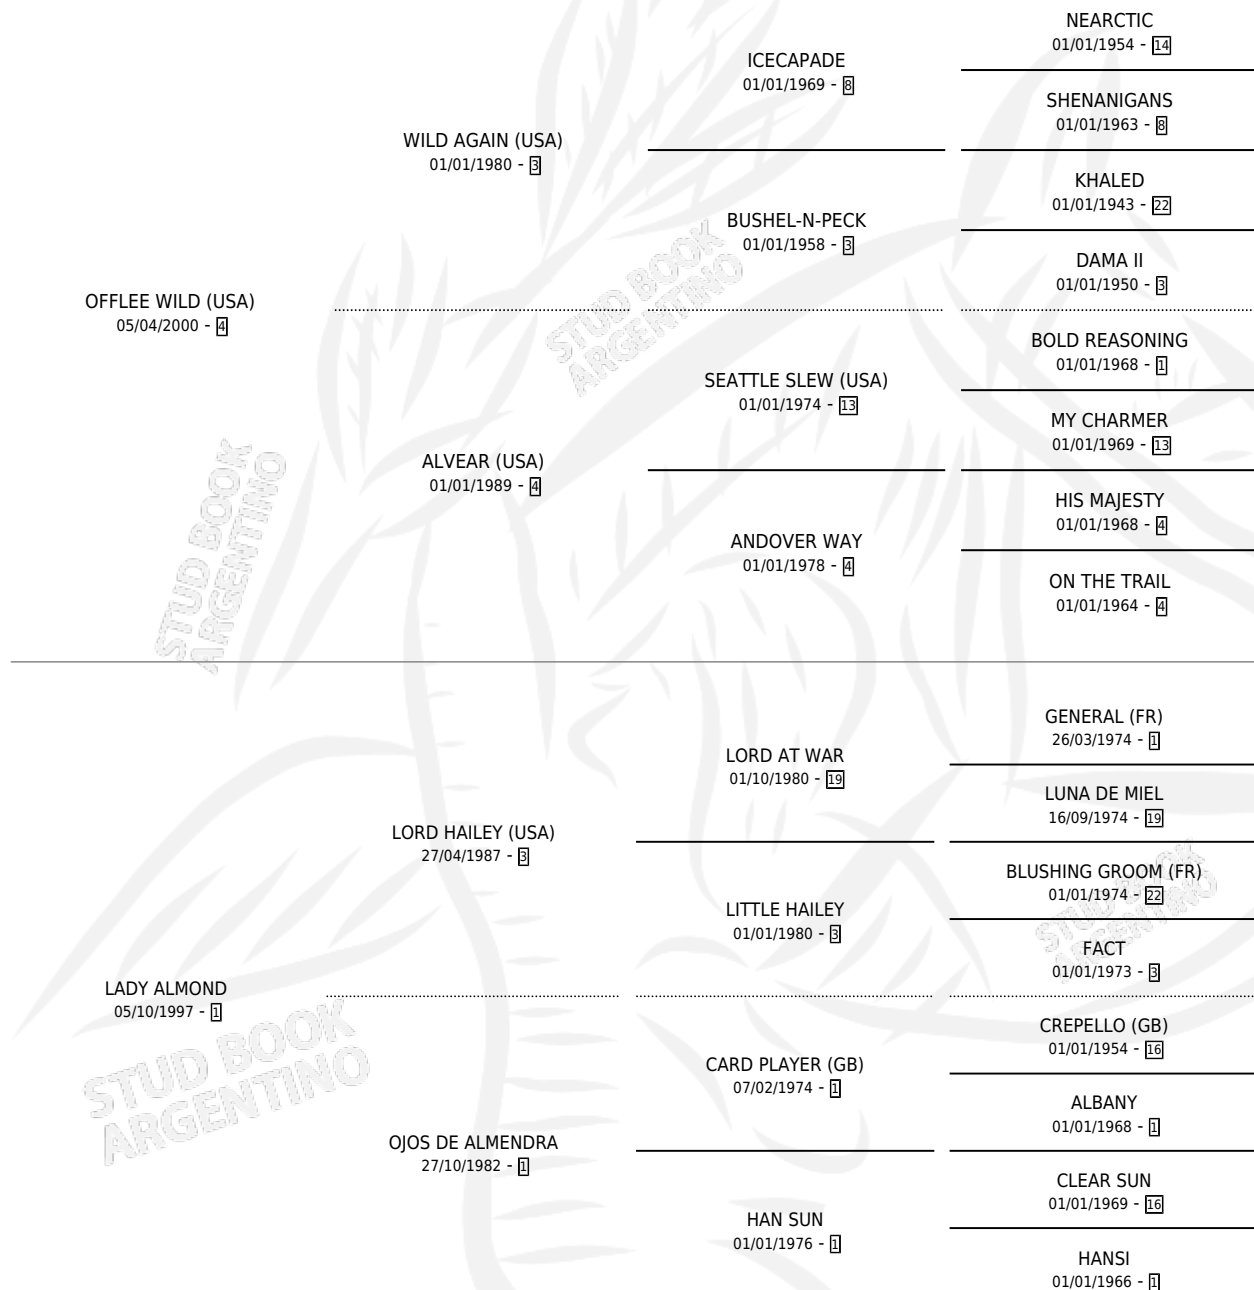 NEARCTIC
01/01/1954 - 14
ICECAPADE
01/01/1969 - 8
SHENANIGANS
01/01/1963 - 8
WILD AGAIN (USA)
01/01/1980 - 3
KHALED
01/01/1943 - 22
BUSHEL-N-PECK
01/01/1958 - 3
DAMA II
01/01/1950 - 3
OFFLEE WILD (USA)
05/04/2000 - 4
BOLD REASONING
01/01/1968 - 1
SEATTLE SLEW (USA)
01/01/1974 - 13
MY CHARMER
01/01/1969 - 13
ALVEAR (USA)
01/01/1989 - 4
HIS MAJESTY
01/01/1968 - 4
ANDOVER WAY
01/01/1978 - 4
ON THE TRAIL
01/01/1964 - 4
GENERAL (FR)
26/03/1974 - 1
LORD AT WAR
01/10/1980 - 19
LUNA DE MIEL
16/09/1974 - 19
LORD HAILEY (USA)
27/04/1987 - 3
BLUSHING GROOM (FR)
01/01/1974 - 22
LITTLE HAILEY
01/01/1980 - 3
FACT
01/01/1973 - 3
LADY ALMOND
05/10/1997 - 1
CREPELLO (GB)
01/01/1954 - 16
CARD PLAYER (GB)
07/02/1974 - 1
ALBANY
01/01/1968 - 1
OJOS DE ALMENDRA
27/10/1982 - 1
CLEAR SUN
01/01/1969 - 16
HAN SUN
01/01/1976 - 1
HANSI
01/01/1966 - 1
STUD BOOK
ARGENTINO
STUD BOOK
ARGENTINO
STUD BOOK
ARGENTINO
STUD BOOK
ARGENTINO